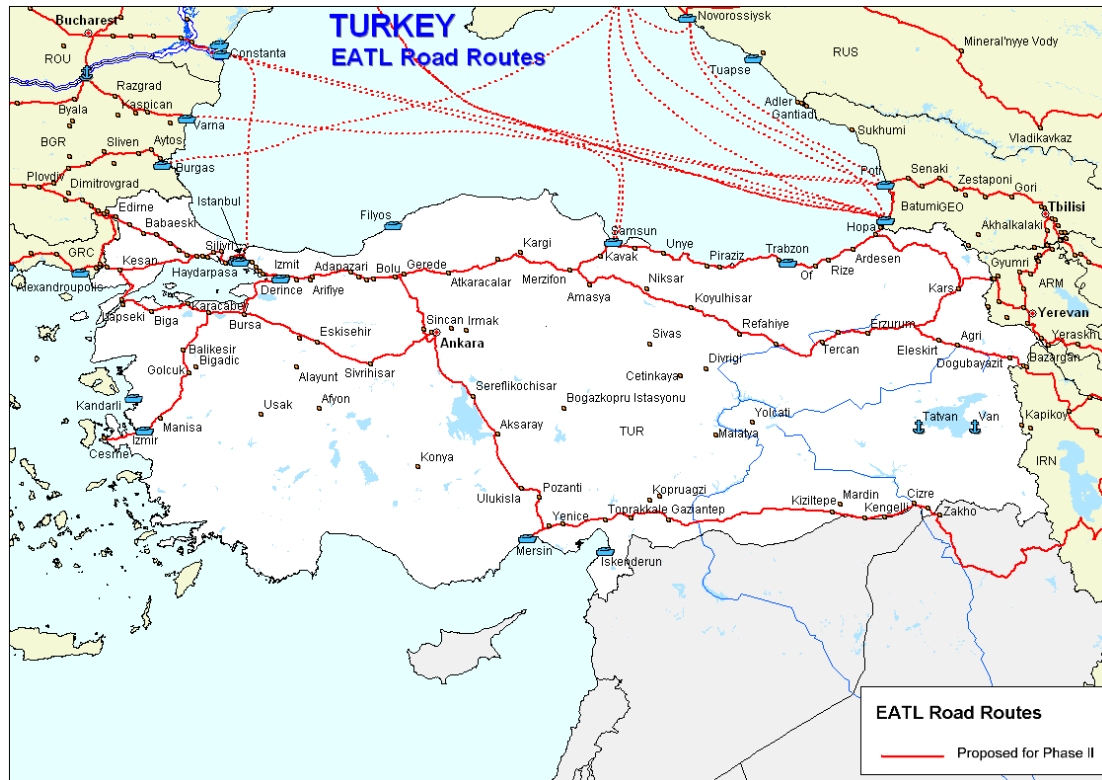 TURKEY
EATL Road Routes
Bucharest
Novorossiysk
Constanta
ROU
RUS
Mineral'nyye Vody
Tuapse
Razgrad
Byala
Kaspican
Adler
Gantiad
Varna
Sukhumi
Vladikavkaz
BGR
Sliven
Aytos
Burgas
Plovdiv
Dimitrovgrad
Poti
Senaki
Zestaponi
Gori
Tbilisi
Istanbul
Edirne
Babaeski
Filyos
Batumi
GEO
Aknalkalaki
Samsun
Hopa
Silivri
Unye
Kargi
Kavak
Trabzon
Ardesen
GRC
Kesan
Haydarpasa
Izmit
Adapazari
Bolu
Gerede
Piraziz
Of
Rize
Gyumri
Alexandroupolis
Derince
Arifiye
Atkaracalar
Merzifon
Amasya
Niksar
Kars
ARM
Lapseki
Biga
Karacabey
Bursa
Koyulhisar
Yerevan
Sincan
Irmak
Ankara
Eskisehir
Sivas
Refahiye
Erzurum
Agri
Yeraskh
Balikesir
Bigadic
Tercan
Eleskirt
Bazargan
Golcuk
Alayunt
Sivrihisar
Divrigi
Dogubayazit
Cetinkaya
Sereflikochisar
Kandarli
Usak
Afyon
Bogazkopru Istasyonu
Yolcati
Tatvan
Van
Kapikoy
Manisa
Izmir
Cesme
Aksaray
TUR
Malatya
Konya
IRN
Pozanti
Ulukisla
Kopruagzi
Kiziltepe
Mardin
Cizre
Yenice
Toprakkale
Gaziantep
Kengelli
Zakho
Mersin
Iskenderun
EATL Road Routes
Proposed for Phase II